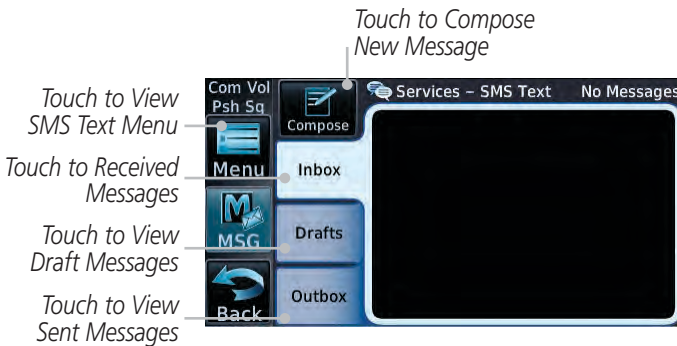 Touch to Compose
New Message
Touch to View
SMS Text Menu
Touch to Received
Messages
Touch to View
Draft Messages
Touch to View
Sent Messages
Com Vol
Psh Sq
Menu
MSG
Back
Compose
Inbox
Drafts
Outbox
Services – SMS Text No Messages